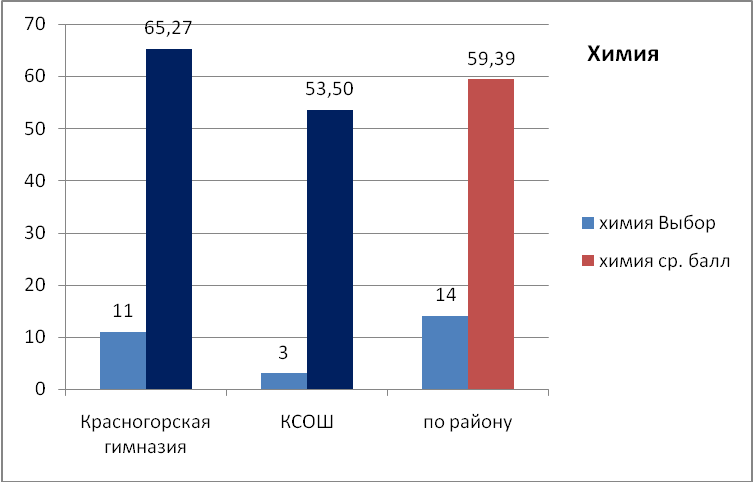 Химия
70
60
50
40
30
20
10
0
65,27
53,50
59,39
11
3
14
Красногорская
гимназия
КСОШ
по району
химия Выбор
химия ср. балл